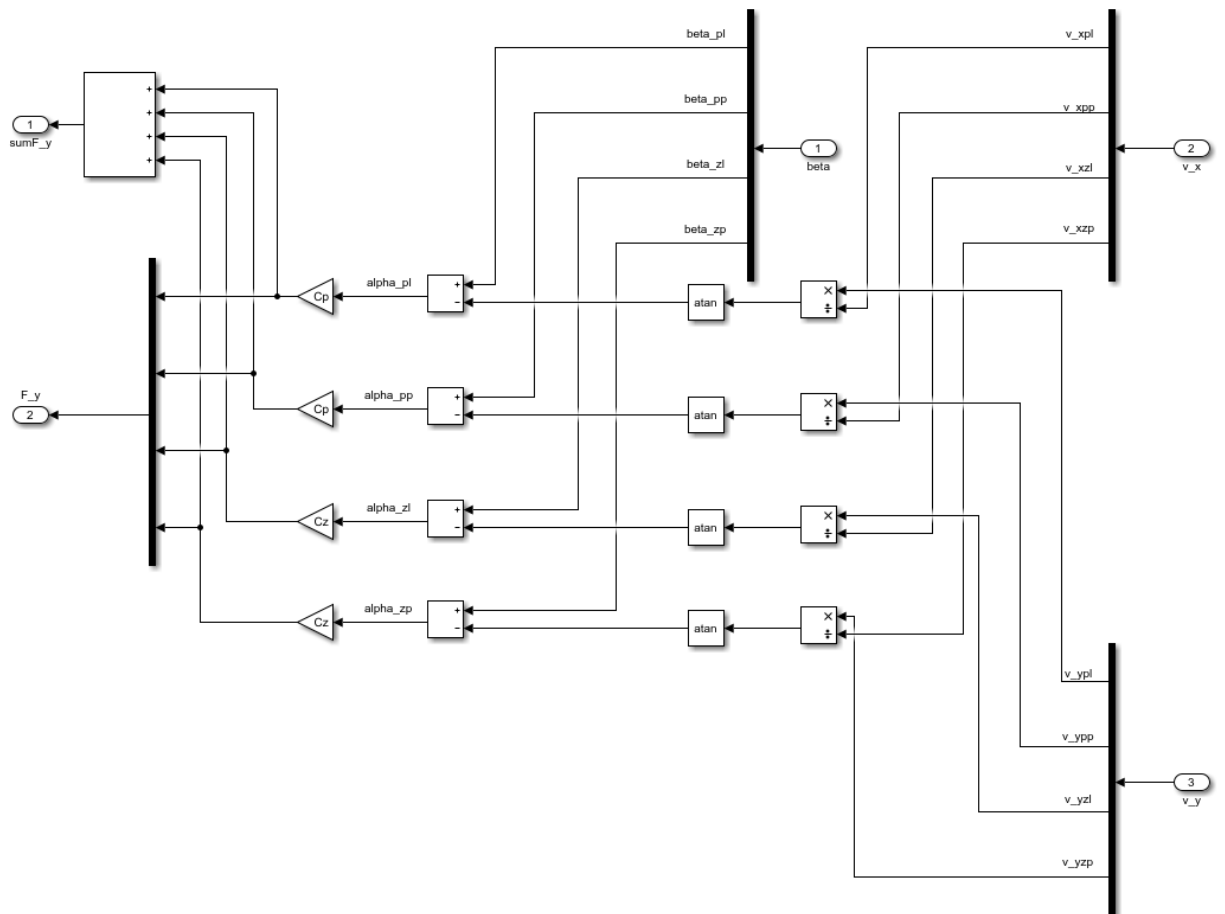 beta_pl
v_xpl
beta_pp
v_xpp
1
sumF_y
+
+
+
+
beta_zl
1
beta
v_xzl
2
v_x
beta_zp
v_xzp
Cp
alpha_pl
+
−
atan
×
÷
F_y
2
Cp
alpha_pp
+
−
atan
×
÷
Cz
alpha_zl
+
−
atan
×
÷
Cz
alpha_zp
+
−
atan
×
÷
v_ypl
v_ypp
3
v_y
v_yzl
v_yzp